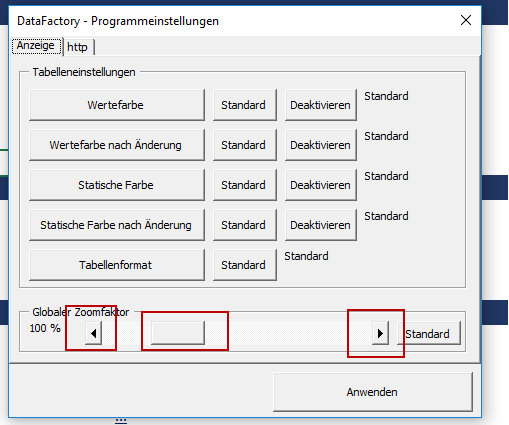 DataFactory - Programmeinstellungen
Anzeige http
Tabelleneinstellungen
Wertefarbe Standard Deaktivieren Standard
Wertefarbe nach Änderung Standard Deaktivieren Standard
Statische Farbe Standard Deaktivieren Standard
Statische Farbe nach Änderung Standard Deaktivieren Standard
Tabellenformat Standard Standard
Globaler Zoomfaktor
100 % Standard
Anwenden